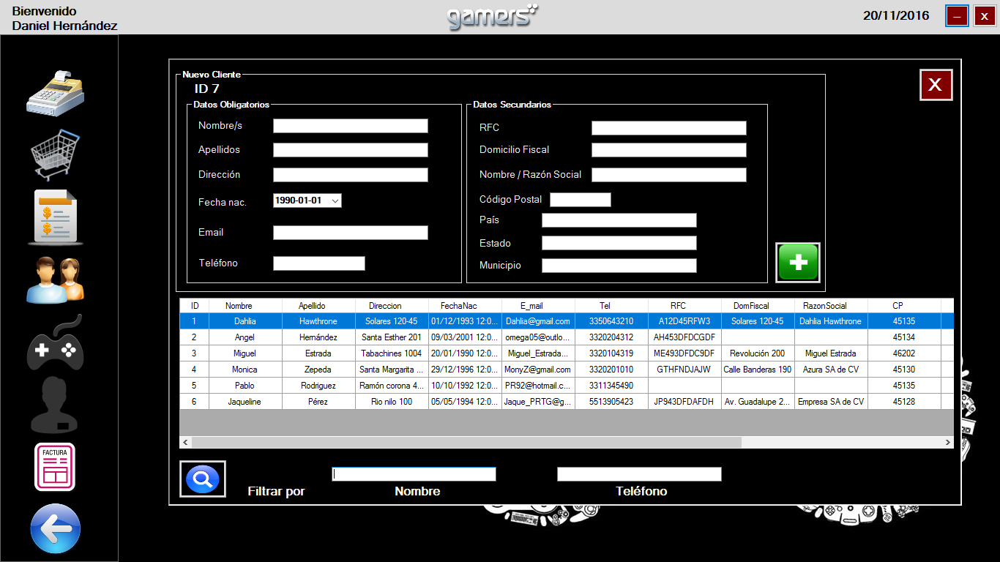 Bienvenido
Daniel Hernández
gamers
20/11/2016
_
X
X
Nuevo Cliente
ID 7
Datos Obligatorios
Nombre/s
Apellidos
Dirección
Fecha nac.
1990-01-01
Email
Teléfono
Datos Secundarios
RFC
Domicilio Fiscal
Nombre / Razón Social
Código Postal
País
Estado
Municipio
ID Nombre Apellido Direccion FechaNac E_mail Tel RFC DomFiscal RazonSocial CP
1 Dahlia Hawthrone Solares 120-45 01/12/1993 12:0... Dahlia@gmail.com 3350643210 A12D45RFW3 Solares 120-45 Dahlia Hawthrone 45135
2 Angel Hernández Santa Esther 201 09/03/2001 12:0... omega05@outlo... 3320204312 AH453DFDCGDF 45134
3 Miguel Estrada Tabachines 1004 20/01/1990 12:0... Miguel_Estrada... 3320104319 ME493DFDC9DF Revolución 200 Miguel Estrada 46202
4 Monica Zepeda Santa Margarita ... 29/12/1996 12:0... MonyZ@gmail.com 3320201010 GTHFNDJAJW Calle Banderas 190 Azura SA de CV 45130
5 Pablo Rodriguez Ramón corona 4... 10/10/1992 12:0... PR92@hotmail.c... 3311345490 45135
6 Jaqueline Pérez Rio nilo 100 05/05/1994 12:0... Jaque_PRTG@g... 5513905423 JP943DFDAFDH Av. Guadalupe 2... Empresa SA de CV 45128
FACTURA
Filtrar por
Nombre
Teléfono